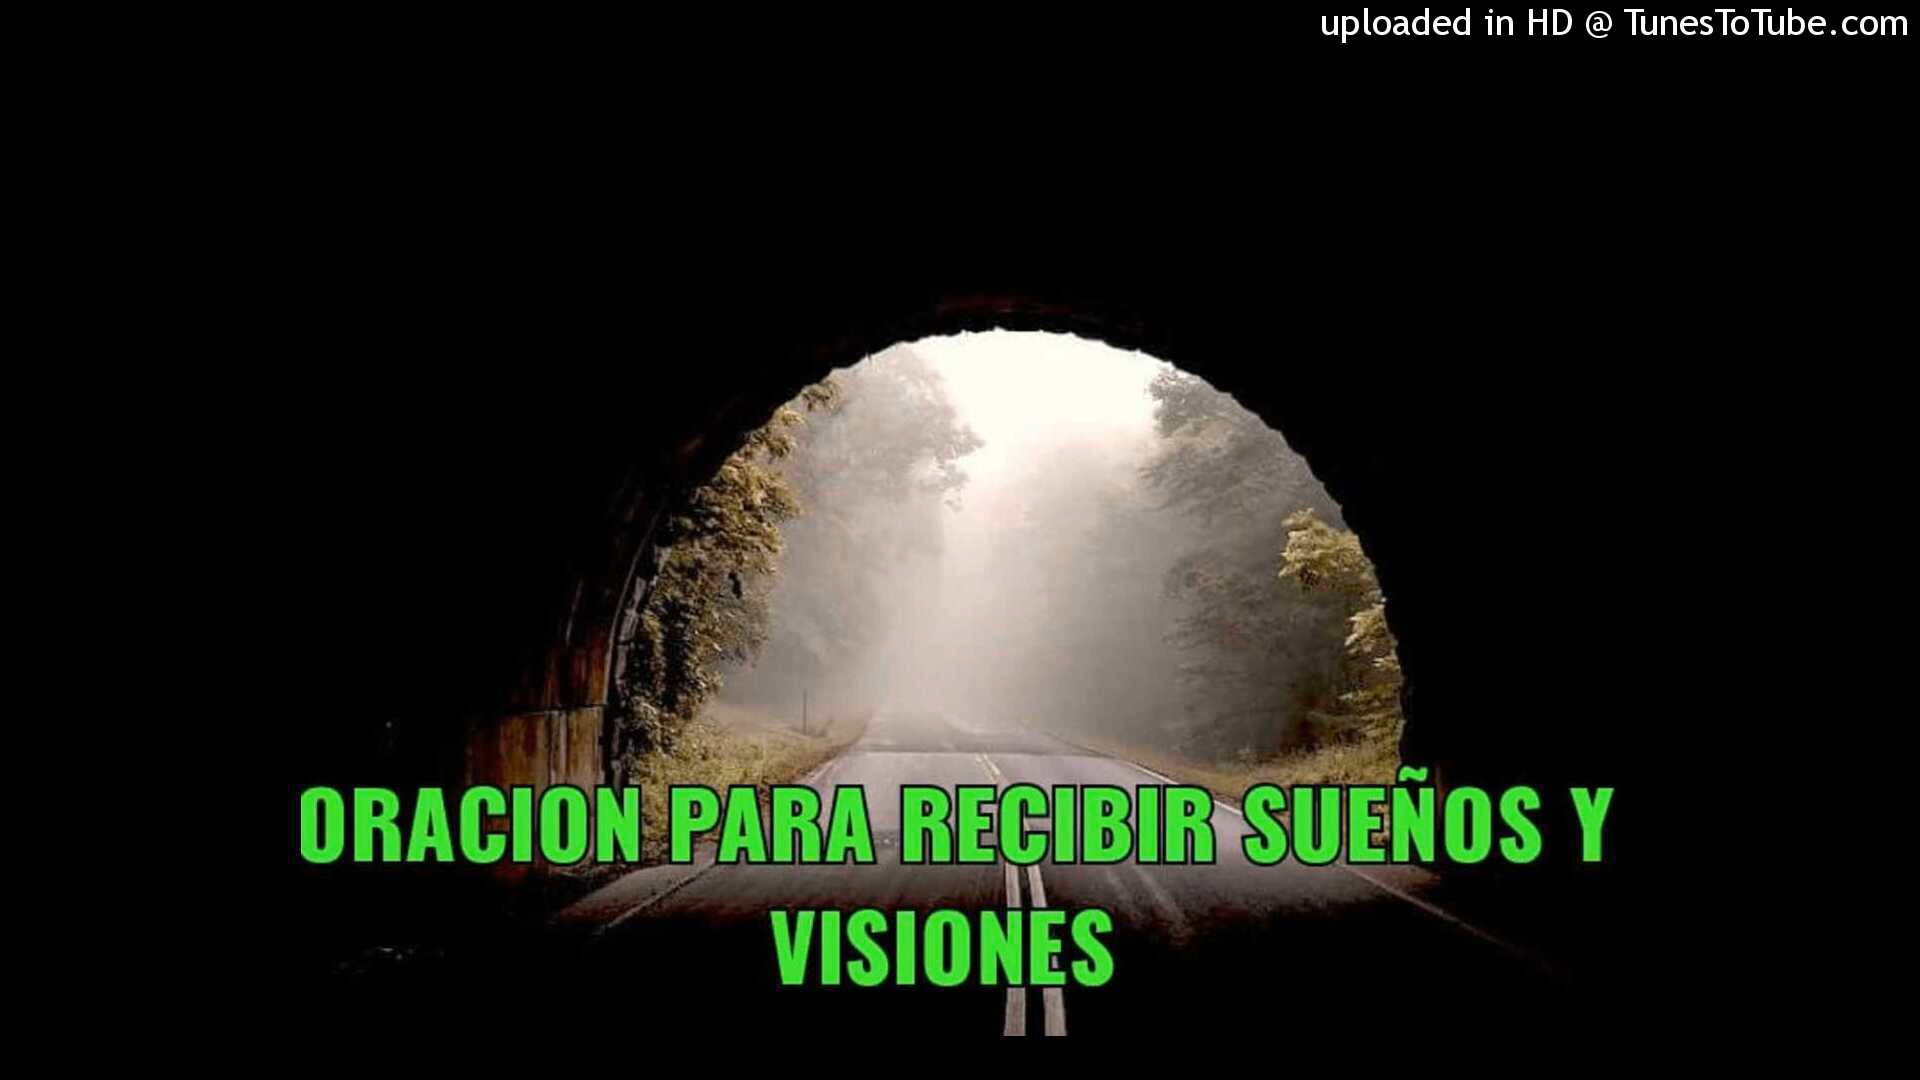 uploaded in HD @ TunesToTube.com
ORACION PARA RECIBIR SUEÑOS Y
VISIONES